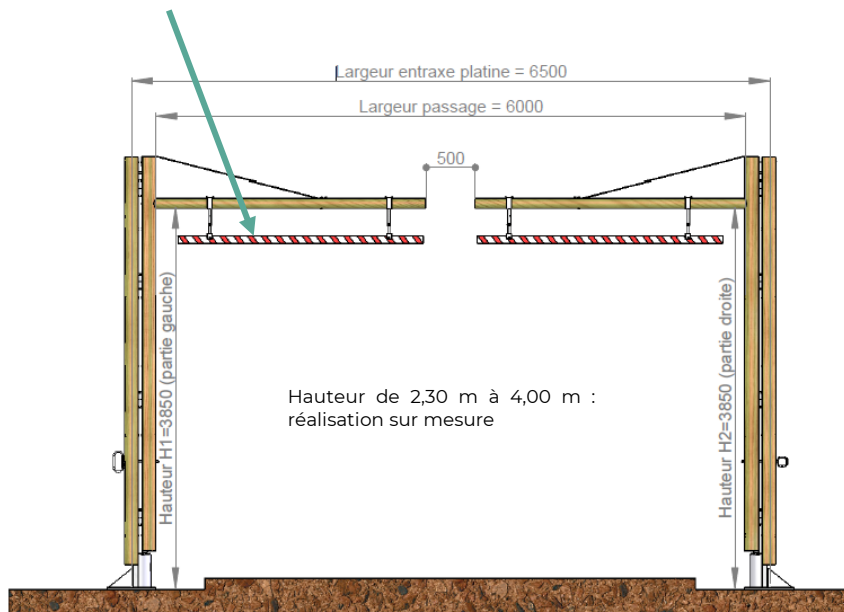 Largeur entraxe platine = 6500
Largeur passage = 6000
500
Hauteur H1=3850 (partie gauche)
Hauteur de 2,30 m à 4,00 m :
réalisation sur mesure
Hauteur H2=3850 (partie droite)